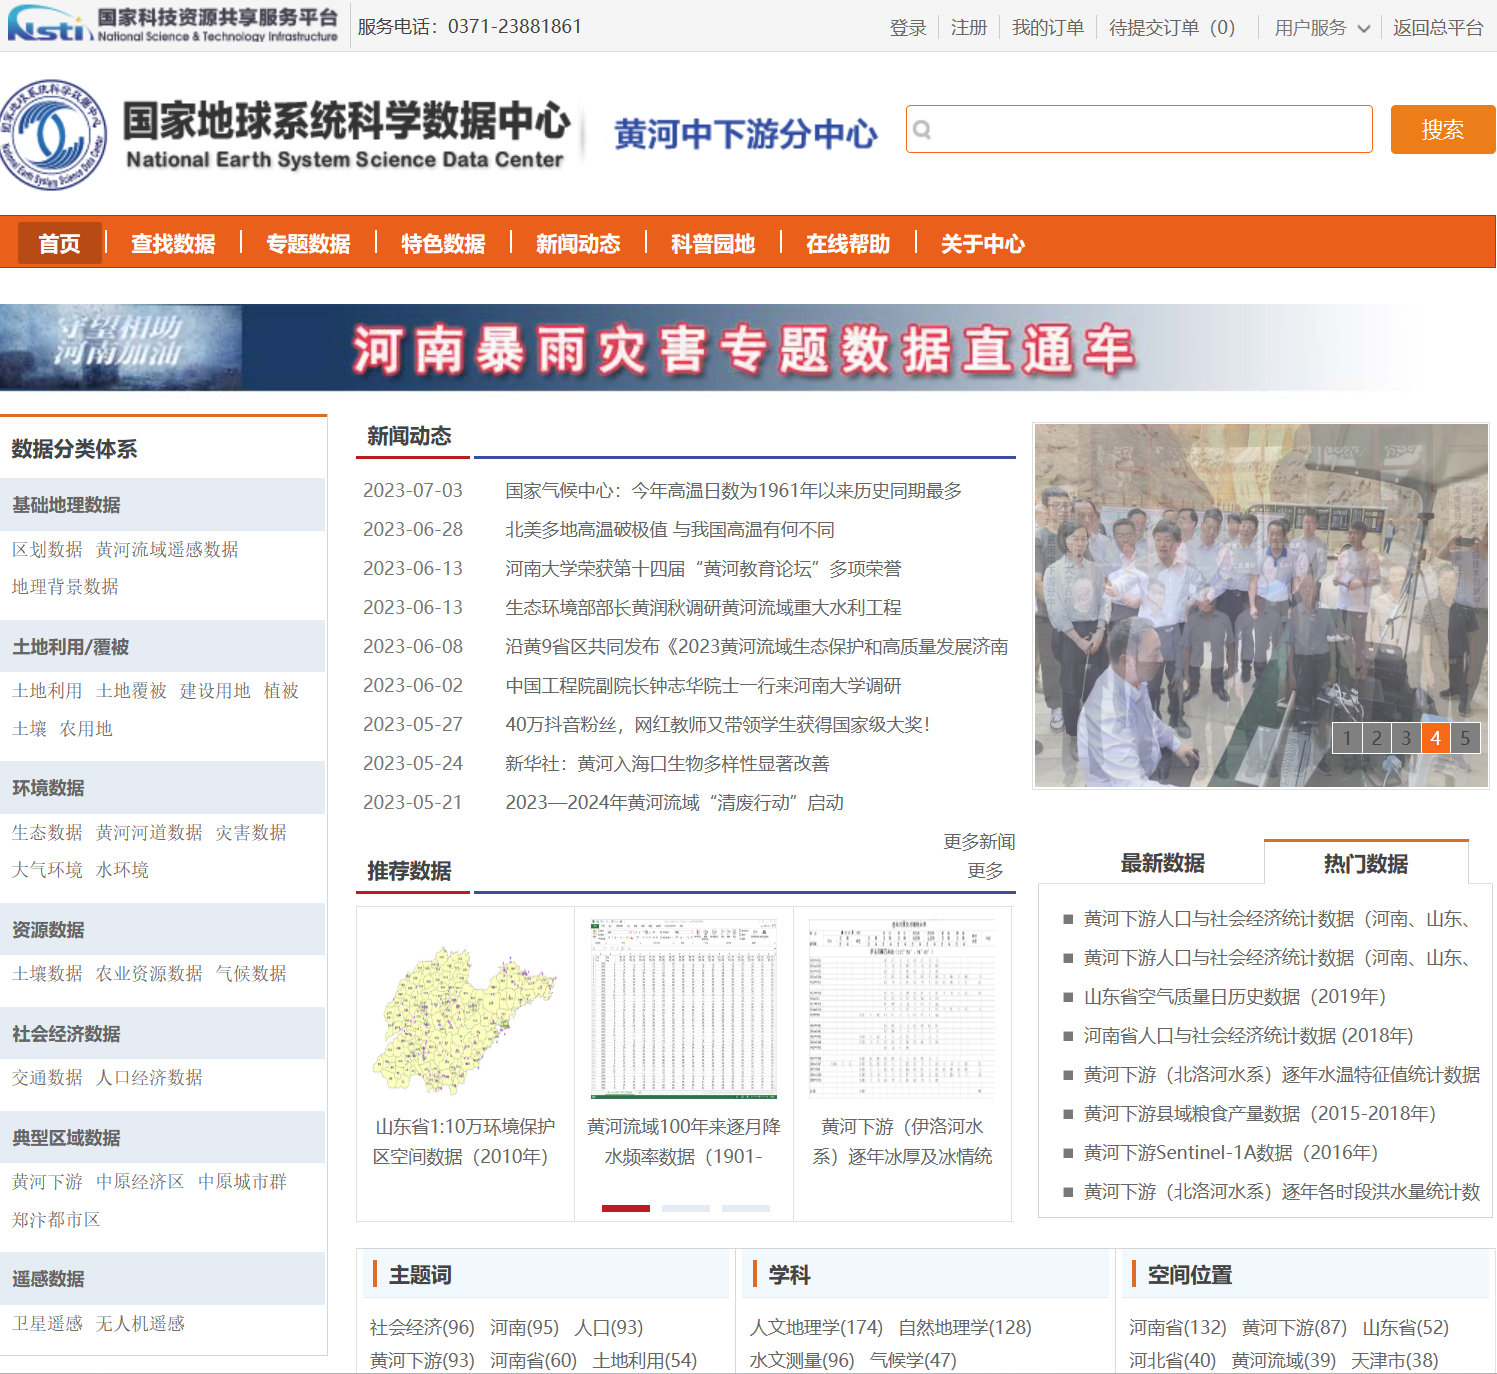 Nsti 国家科技资源共享服务平台
National Science & Technology Infrastructure
服务电话：0371-23881861
登录 注册 我的订单 待提交订单（0） 用户服务 返回总平台
国家地球系统科学数据中心
National Earth System Science Data Center
黄河中下游分中心
搜索
首页 查找数据 专题数据 特色数据 新闻动态 科普园地 在线帮助 关于中心
守望相助
河南加油
河南暴雨灾害专题数据直通车
数据分类体系
基础地理数据
区划数据 黄河流域遥感数据
地理背景数据
土地利用/覆被
土地利用 土地覆被 建设用地 植被
土壤 农用地
环境数据
生态数据 黄河河道数据 灾害数据
大气环境 水环境
资源数据
土壤数据 农业资源数据 气候数据
社会经济数据
交通数据 人口经济数据
典型区域数据
黄河下游 中原经济区 中原城市群
郑汴都市区
遥感数据
卫星遥感 无人机遥感
新闻动态
2023-07-03 国家气候中心：今年高温日数为1961年以来历史同期最多
2023-06-28 北美多地高温破极值 与我国高温有何不同
2023-06-13 河南大学荣获第十四届“黄河教育论坛”多项荣誉
2023-06-13 生态环境部部长黄润秋调研黄河流域重大水利工程
2023-06-08 沿黄9省区共同发布《2023黄河流域生态保护和高质量发展济南
2023-06-02 中国工程院副院长钟志华院士一行来河南大学调研
2023-05-27 40万抖音粉丝，网红教师又带领学生获得国家级大奖！
2023-05-24 新华社：黄河入海口生物多样性显著改善
2023-05-21 2023—2024年黄河流域“清废行动”启动
更多新闻
1 2 3 4 5
推荐数据
更多
山东省1:10万环境保护
区空间数据（2010年）
黄河流域100年来逐月降
水频率数据（1901-
黄河下游（伊洛河水
系）逐年冰厚及冰情统
最新数据 热门数据
黄河下游人口与社会经济统计数据（河南、山东、
黄河下游人口与社会经济统计数据（河南、山东、
山东省空气质量日历史数据（2019年）
河南省人口与社会经济统计数据 (2018年)
黄河下游（北洛河水系）逐年水温特征值统计数据
黄河下游县域粮食产量数据（2015-2018年）
黄河下游Sentinel-1A数据（2016年）
黄河下游（北洛河水系）逐年各时段洪水量统计数
主题词
社会经济(96) 河南(95) 人口(93)
黄河下游(93) 河南省(60) 土地利用(54)
学科
人文地理学(174) 自然地理学(128)
水文测量(96) 气候学(47)
空间位置
河南省(132) 黄河下游(87) 山东省(52)
河北省(40) 黄河流域(39) 天津市(38)